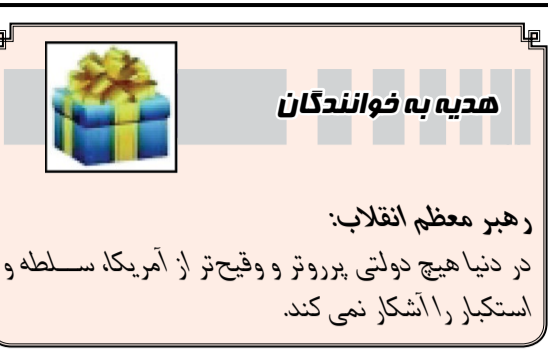 هدیه به خوانندگان
رهبر معظم انقلاب:
در دنیا هیچ دولتی پرروتر و وقیح‌تر از آمریکا، سـلطه و
استکبار را آشکار نمی کند.